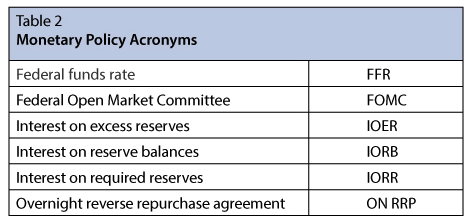 Table 2
Monetary Policy Acronyms
Federal funds rate FFR
Federal Open Market Committee FOMC
Interest on excess reserves IOER
Interest on reserve balances IORB
Interest on required reserves IORR
Overnight reverse repurchase agreement ON RRP